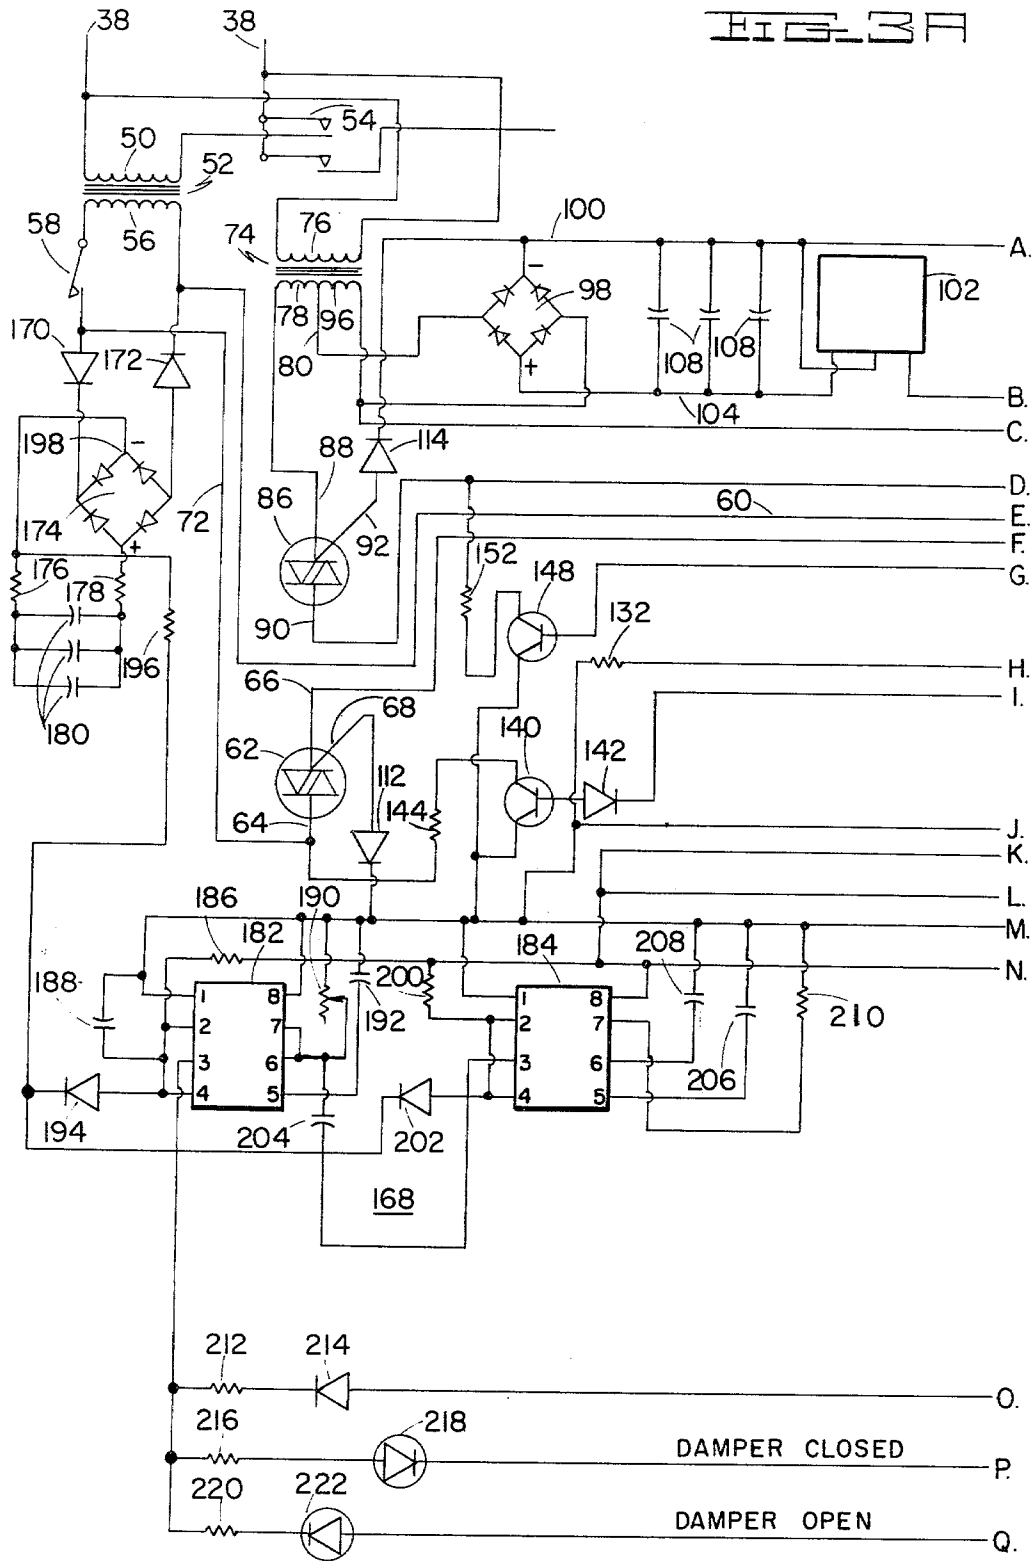 FIG-3A
38 38
54
50 52
58 56 74 76 100 A.
78 96 98 102
170 172 80 108 108
B.
104
C.
198 88 114
D.
174 72 86 92 60 E.
F.
176 178 152 148 G.
90 132
196 H.
66 I.
180 68
62 140
112 142
64 144 J.
K.
186 190 L.
182 M.
208
188 184
200 N.
192 210
1 8 1 8
2 7 2 7
3 6 3 6
206
4 5 4 5
194 204 202
168
212 214
O.
216 218
DAMPER CLOSED
P.
220 222
DAMPER OPEN
Q.